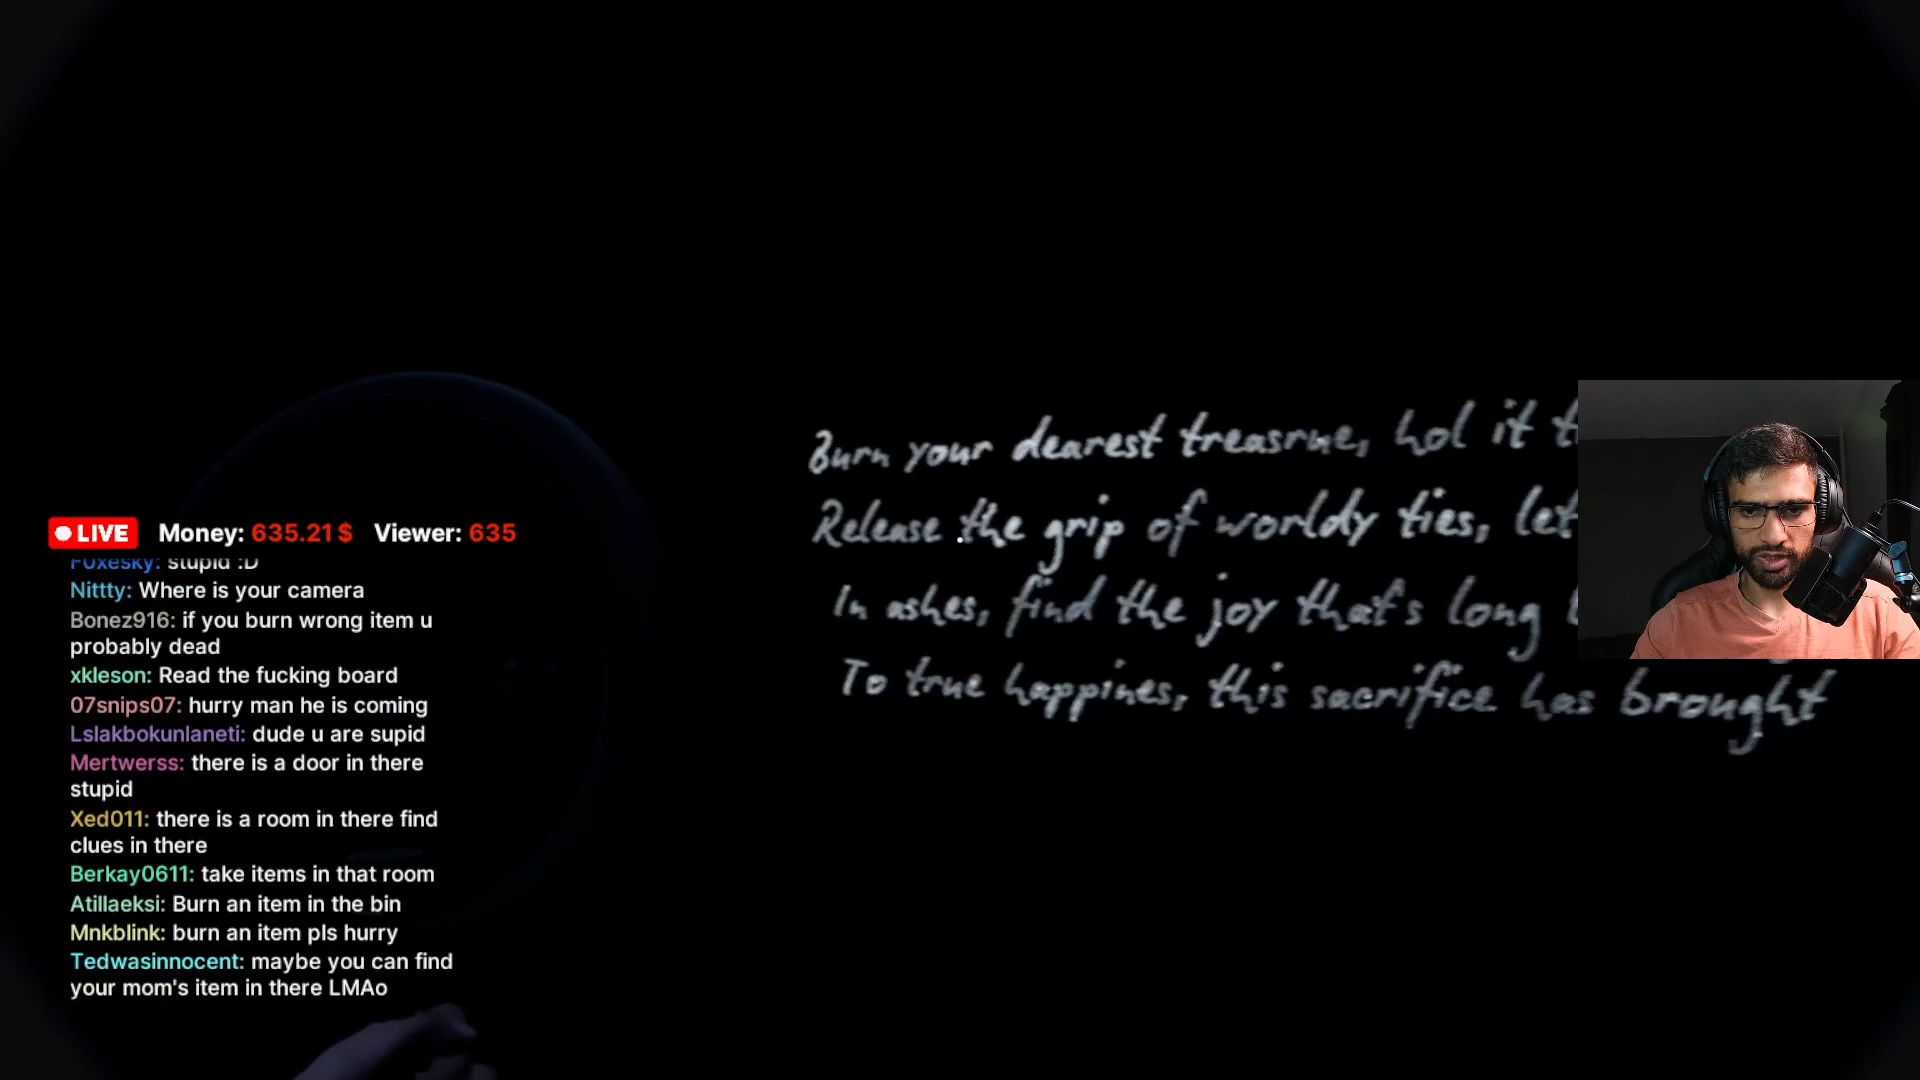 LIVE Money: 635.21 $ Viewer: 635
F0xesky: stupid :D
Nittty: Where is your camera
Bonez916: if you burn wrong item u
probably dead
xkleson: Read the fucking board
07snips07: hurry man he is coming
Lslakbokunlaneti: dude u are supid
Mertwerss: there is a door in there
stupid
Xed011: there is a room in there find
clues in there
Berkay0611: take items in that room
Atillaeksi: Burn an item in the bin
Mnkblink: burn an item pls hurry
Tedwasinnocent: maybe you can find
your mom's item in there LMAo
Burn your dearest treasrue, hol it
Release the grip of worldy ties, let
In ashes, find the joy that's long
To true happines, this sacrifice has brought